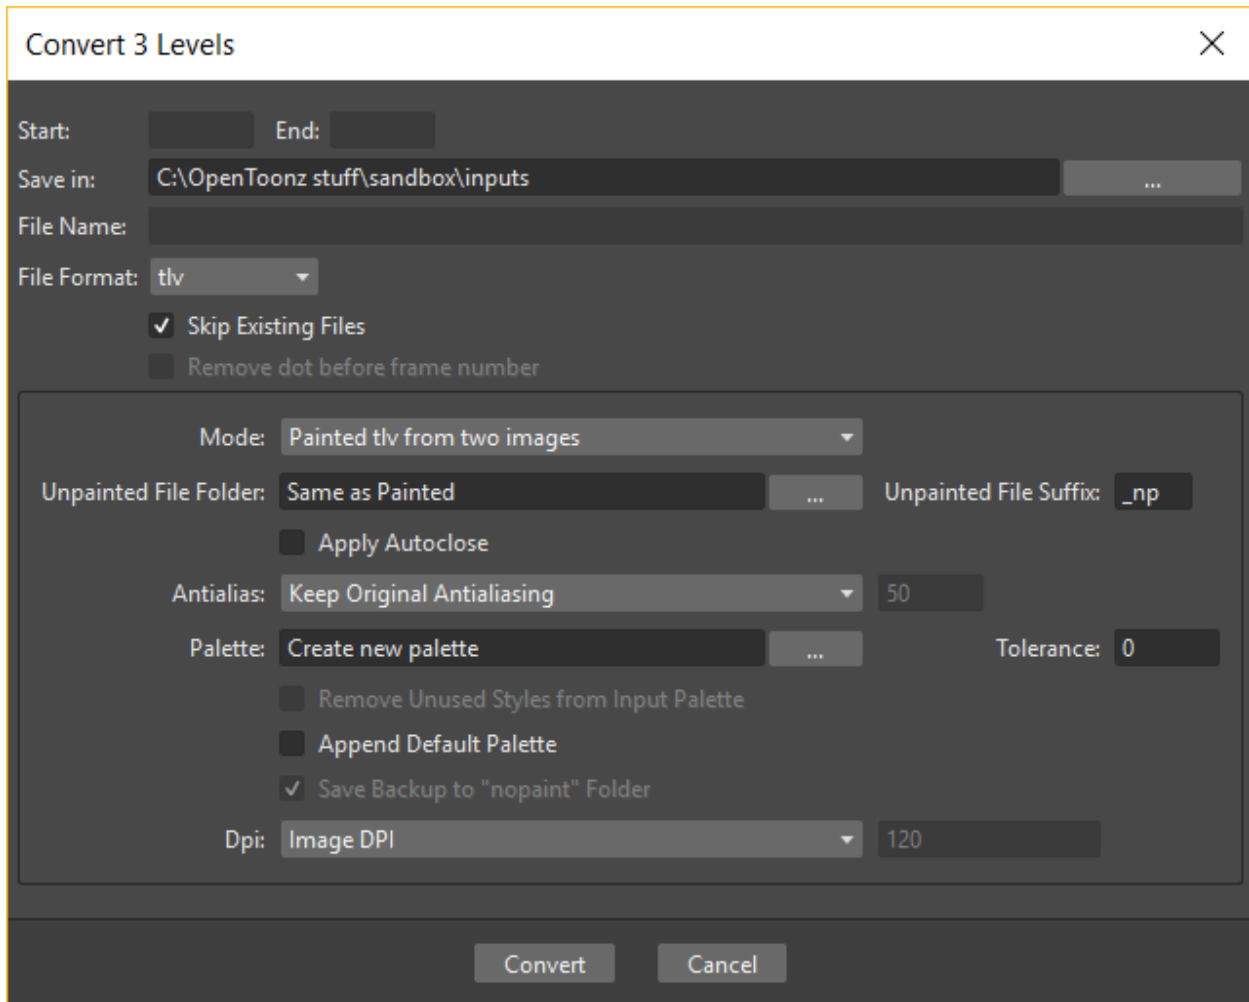 Convert 3 Levels
Start: End:
Save in: C:\OpenToonz stuff\sandbox\inputs ...
File Name:
File Format: tlv
Skip Existing Files
Remove dot before frame number
Mode: Painted tlv from two images
Unpainted File Folder: Same as Painted ... Unpainted File Suffix: _np
Apply Autoclose
Antialias: Keep Original Antialiasing 50
Palette: Create new palette ... Tolerance: 0
Remove Unused Styles from Input Palette
Append Default Palette
Save Backup to "nopaint" Folder
Dpi: Image DPI 120
Convert Cancel